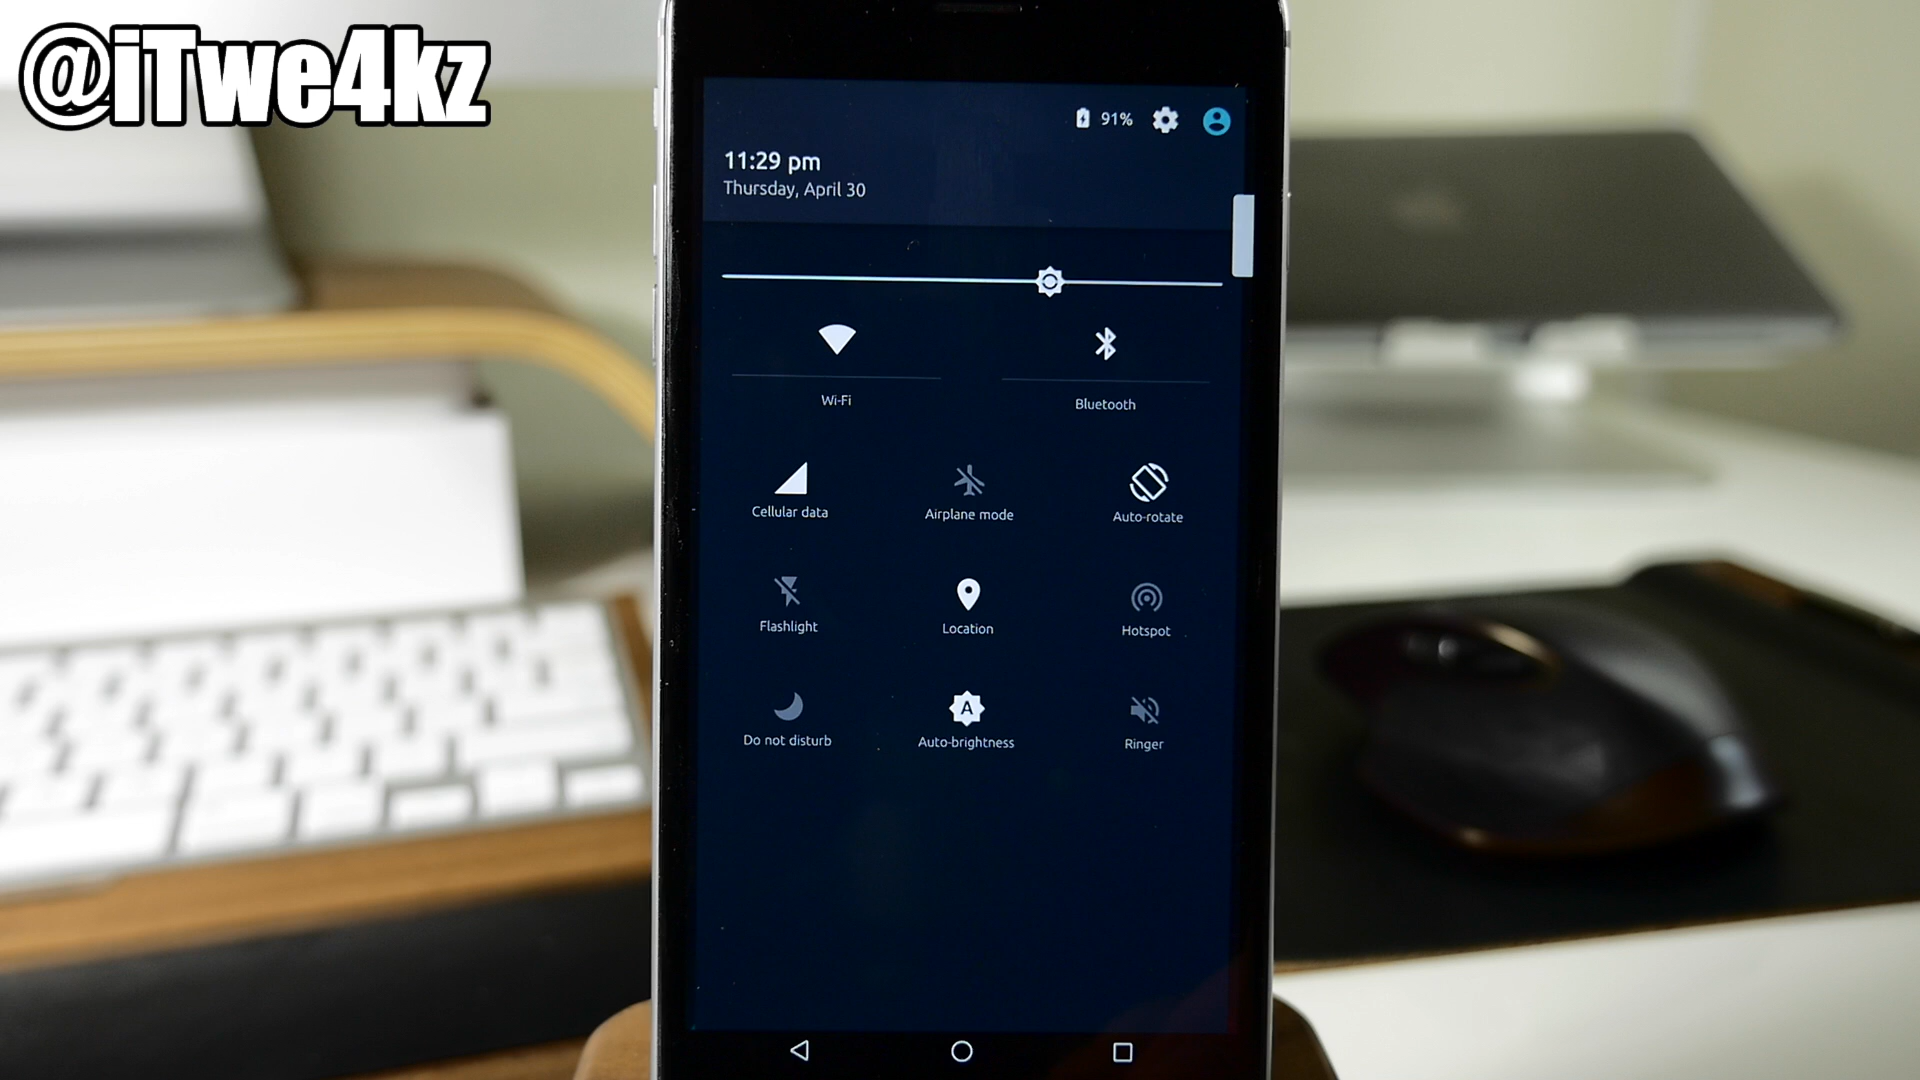 @iTwe4kz
91%
11:29 pm
Thursday, April 30
Wi-Fi
Bluetooth
Cellular data
Airplane mode
Auto-rotate
Flashlight
Location
Hotspot
Do not disturb
A
Auto-brightness
Ringer